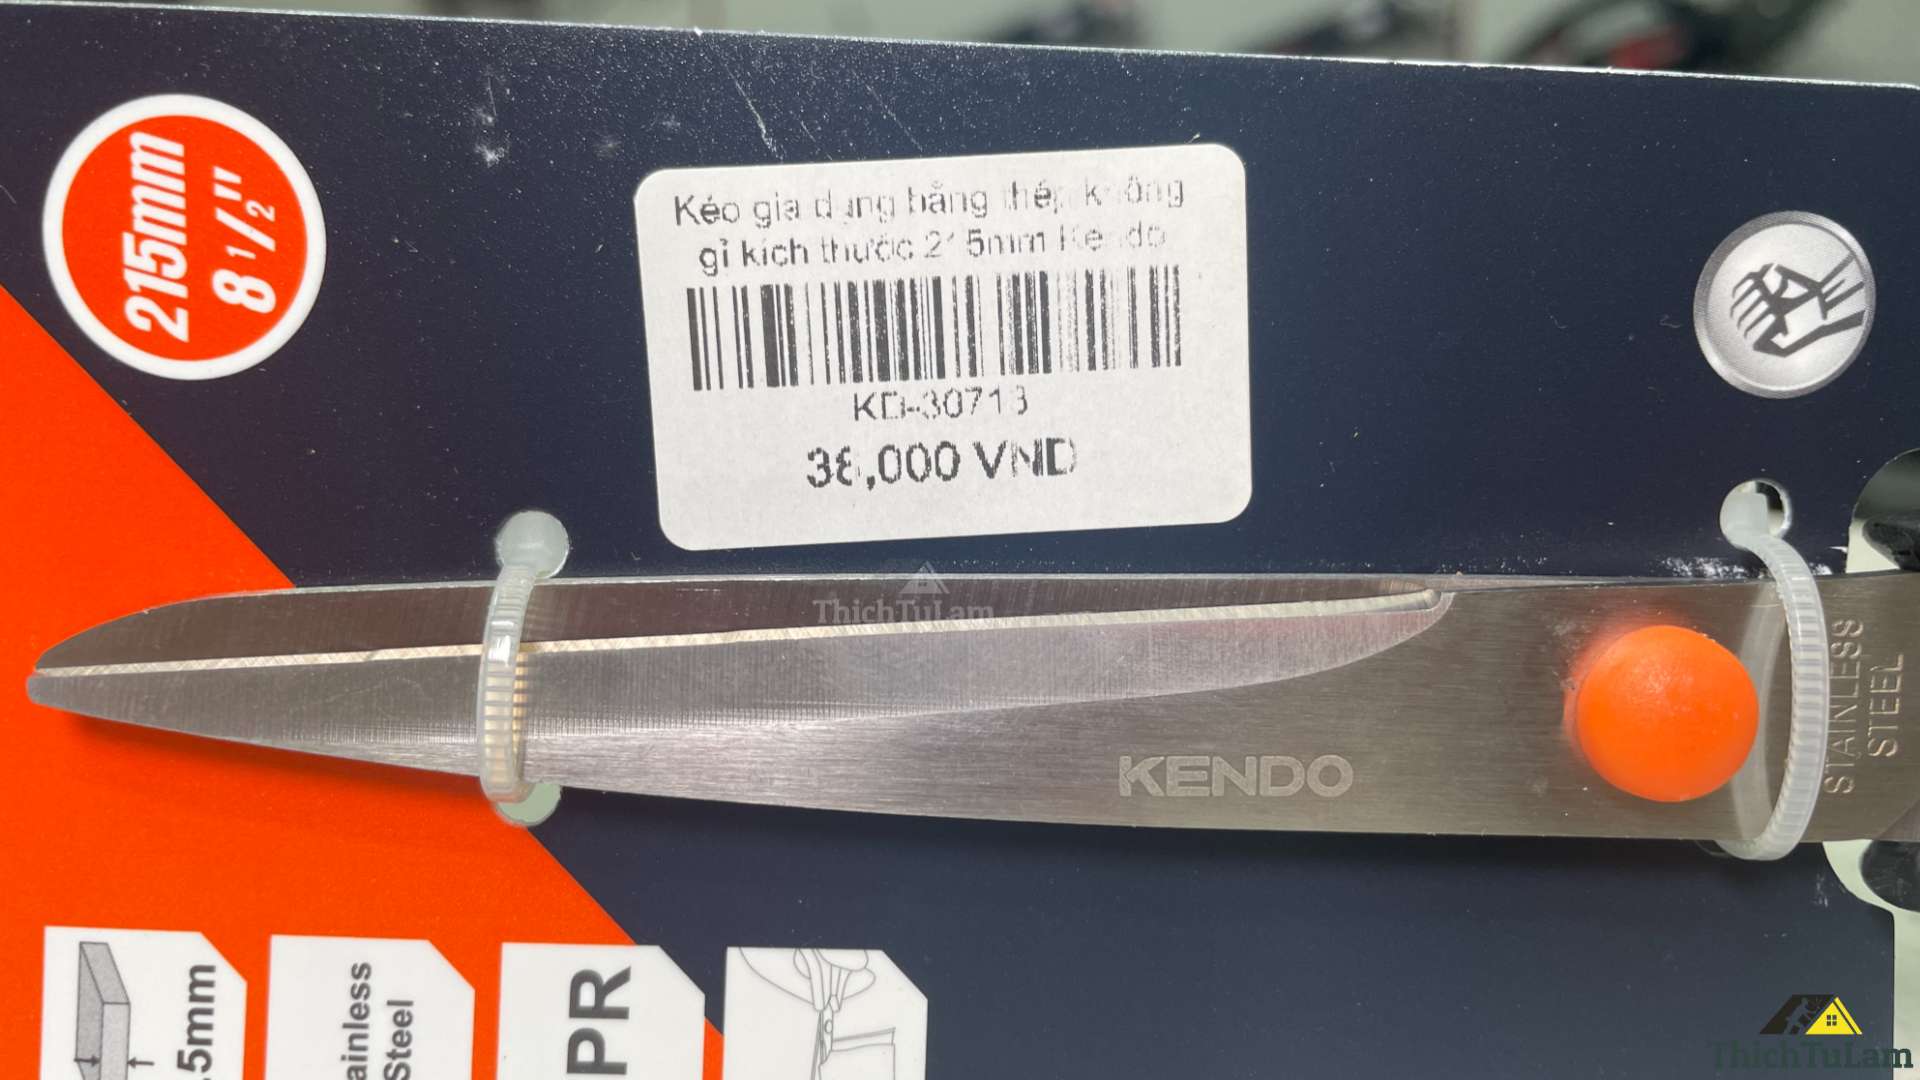 215mm
8 1/2"
Kéo gia dụng bằng thép không
gỉ kích thước 215mm Kendo
KD-30713
38,000 VND
ThichTuLam
KENDO
STAINLESS
STEEL
.5mm
ainless
Steel
PR
ThichTuLam